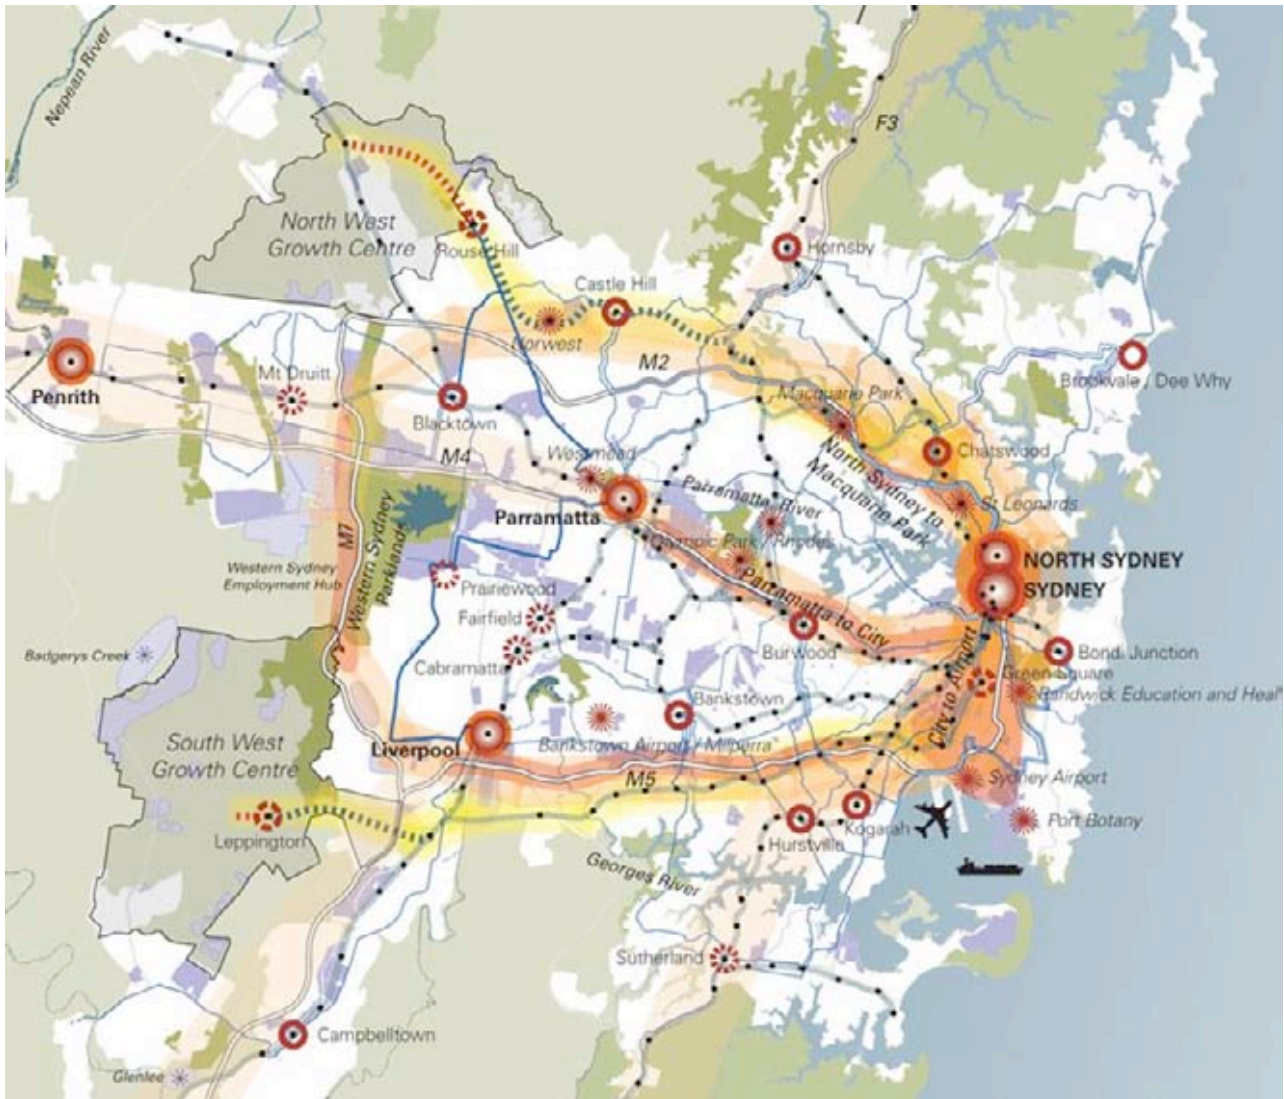 Nepean River
F3
North West
Growth Centre
Rouse Hill
Hornsby
Castle Hill
Norwest
M2
Mt Druitt
Penrith
Brookvale / Dee Why
Macquarie Park
Blacktown
Chatswood
M4
Westmead
North Sydney to
Macquarie Park
Parramatta River
St Leonards
Parramatta
Olympic Park / Rhodes
M7
Western Sydney
Parklands
NORTH SYDNEY
SYDNEY
Western Sydney
Employment Hub
Prairiewood
Parramatta to City
Fairfield
Burwood
Badgerys Creek
Cabramatta
Bondi Junction
Green Square
Randwick Education and Heal
City to Airport
Bankstown
South West
Growth Centre
Liverpool
Bankstown Airport / Milperra
M5
Sydney Airport
Leppington
Kogarah
Port Botany
Hurstville
Georges River
Sutherland
Campbelltown
Glenlee